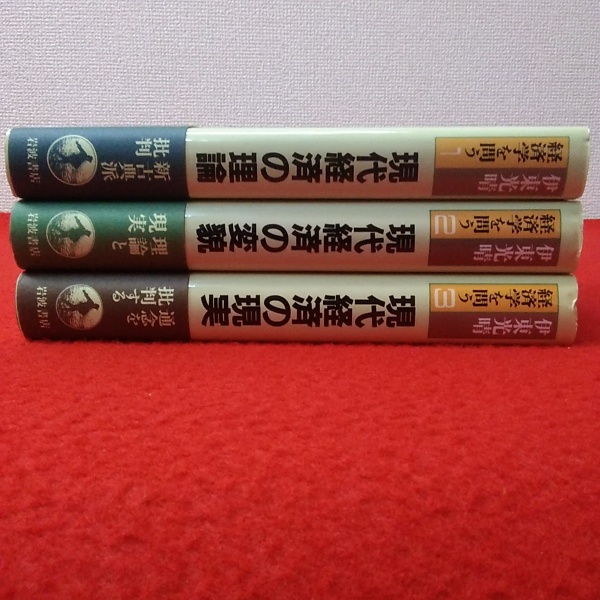 伊東光晴
経済学を問う 1
現代経済の理論
新古典派
批判
岩波書店
伊東光晴
経済学を問う 2
現代経済の変貌
理論と
現実
岩波書店
伊東光晴
経済学を問う 3
現代経済の現実
通念を
批判する
岩波書店